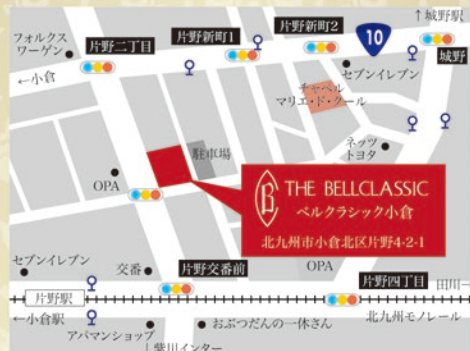 ↑城野駅
フォルクス
ワーゲン
片野二丁目
片野新町1
片野新町2
10
城野
←小倉
セブンイレブン
チャペル
マリエ・ド・クール
駐車場
ネッツ
トヨタ
OPA
THE BELLCLASSIC
ベルクラシック小倉
北九州市小倉北区片野4-2-1
OPA
セブンイレブン
交番
片野交番前
片野四丁目
田川→
片野駅
←小倉駅
北九州モノレール
アパマンショップ
おぶつだんの一休さん
↓紫川インター